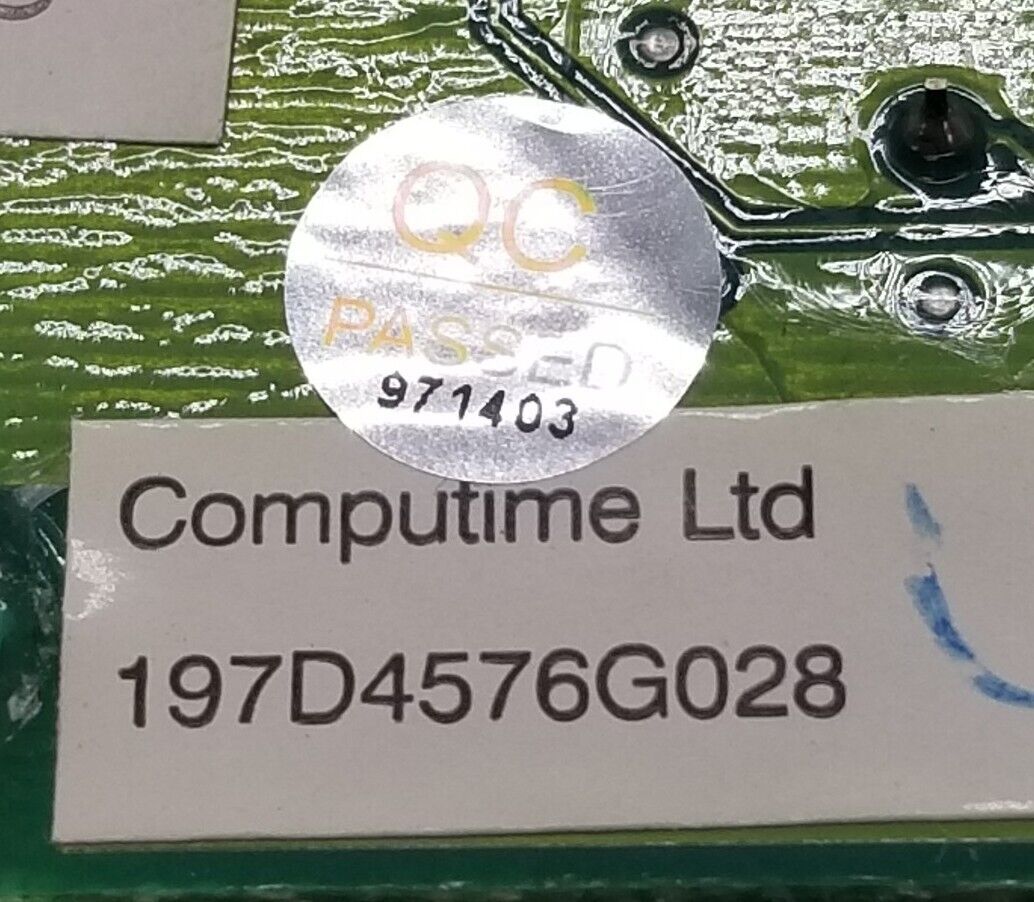 QC
PASSED
971403
Computime Ltd
197D4576G028